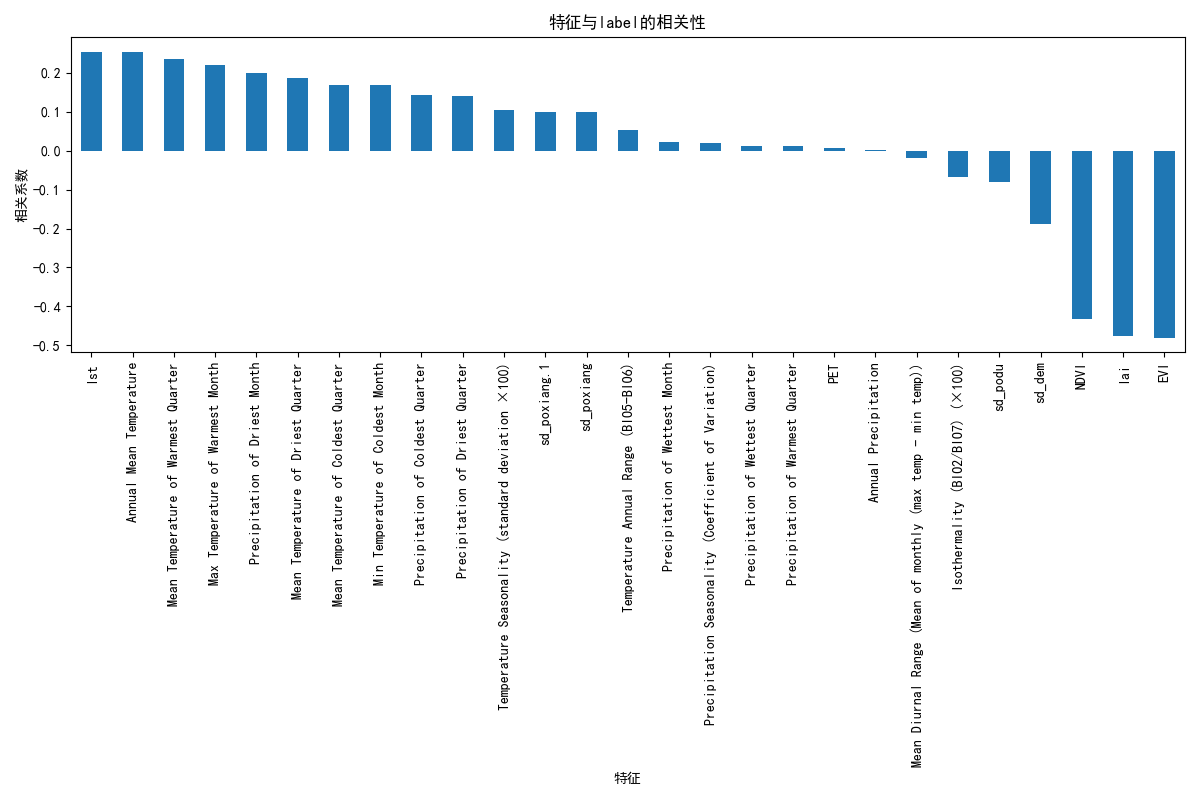 特征与label的相关性
相关系数
0.2
0.1
0.0
−0.1
−0.2
−0.3
−0.4
−0.5
lst
Annual Mean Temperature
Mean Temperature of Warmest Quarter
Max Temperature of Warmest Month
Precipitation of Driest Month
Mean Temperature of Driest Quarter
Mean Temperature of Coldest Quarter
Min Temperature of Coldest Month
Precipitation of Coldest Quarter
Precipitation of Driest Quarter
Temperature Seasonality (standard deviation ×100)
sd_poxiang.1
sd_poxiang
Temperature Annual Range (BIO5-BIO6)
Precipitation of Wettest Month
Precipitation Seasonality (Coefficient of Variation)
Precipitation of Wettest Quarter
Precipitation of Warmest Quarter
PET
Annual Precipitation
Mean Diurnal Range (Mean of monthly (max temp - min temp))
Isothermality (BIO2/BIO7) (×100)
sd_podu
sd_dem
NDVI
lai
EVI
特征